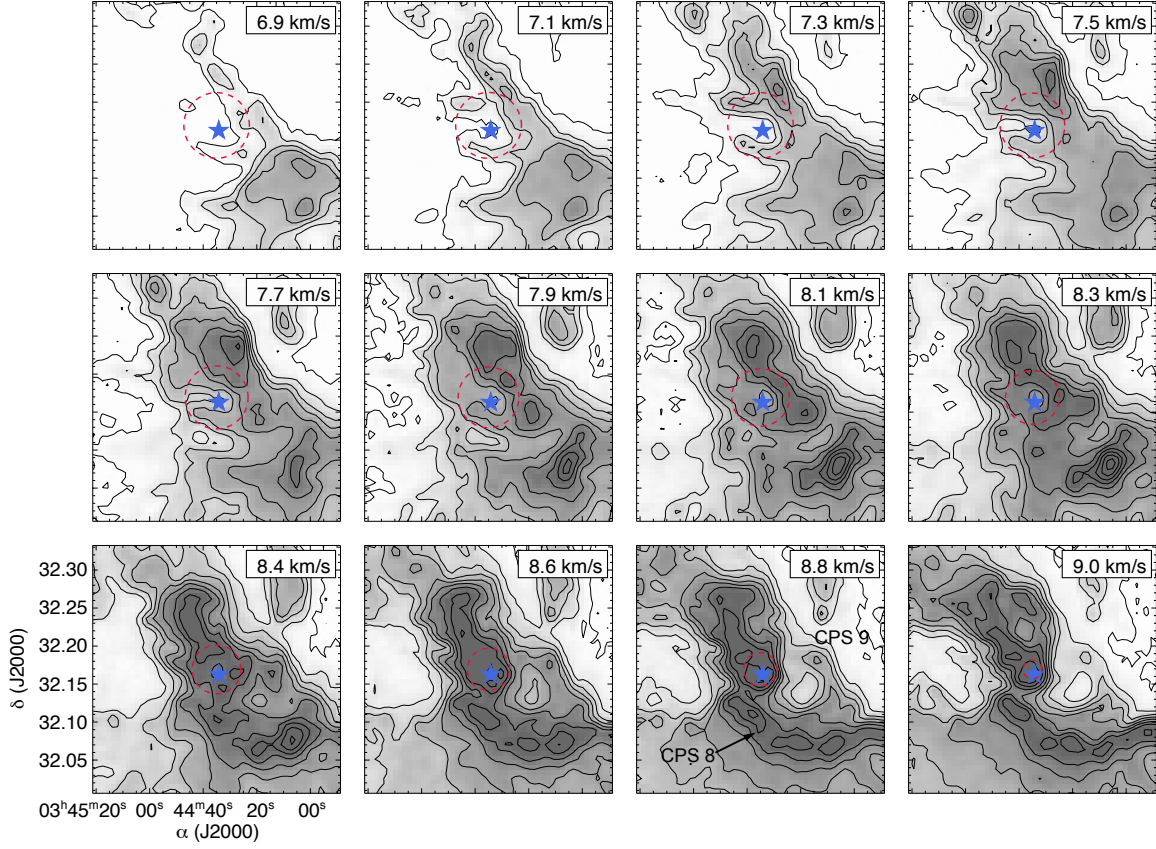 6.9 km/s
7.1 km/s
7.3 km/s
7.5 km/s
7.7 km/s
7.9 km/s
8.1 km/s
8.3 km/s
8.4 km/s
8.6 km/s
8.8 km/s
9.0 km/s
CPS 9
CPS 8
32.30
32.25
32.20
32.15
32.10
32.05
δ (J2000)
03ʰ45ᵐ20ˢ 00ˢ 44ᵐ40ˢ 20ˢ 00ˢ
α (J2000)